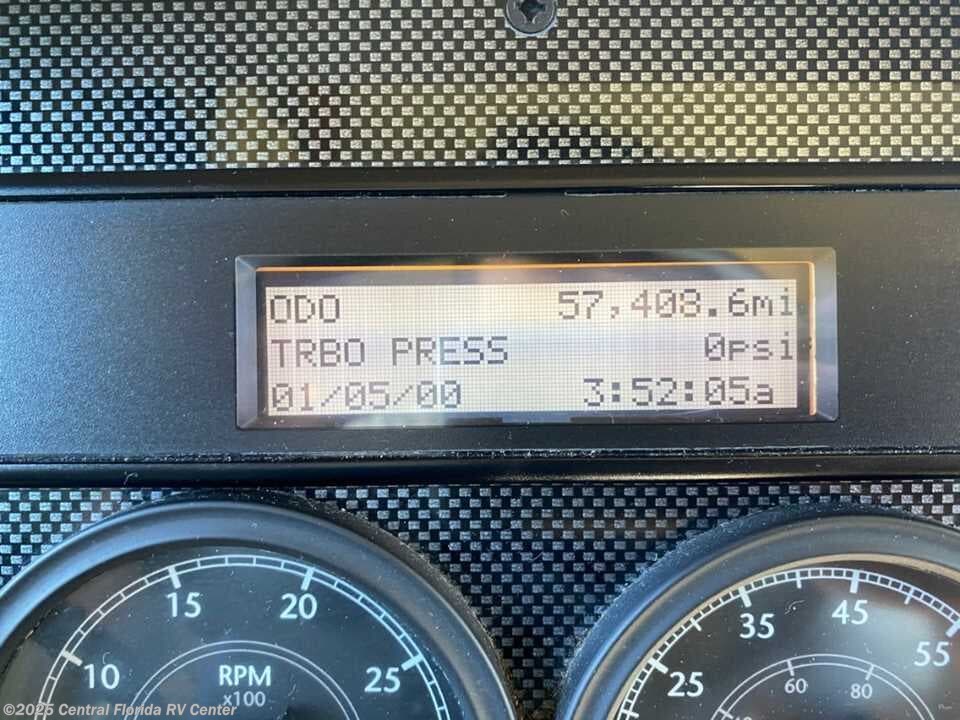 ODO 57,408.6mi
TRBO PRESS 0psi
01/05/00 3:52:05a
10 15 20 25
RPM
x100
25 35 45 55
60 80
©2025 Central Florida RV Center